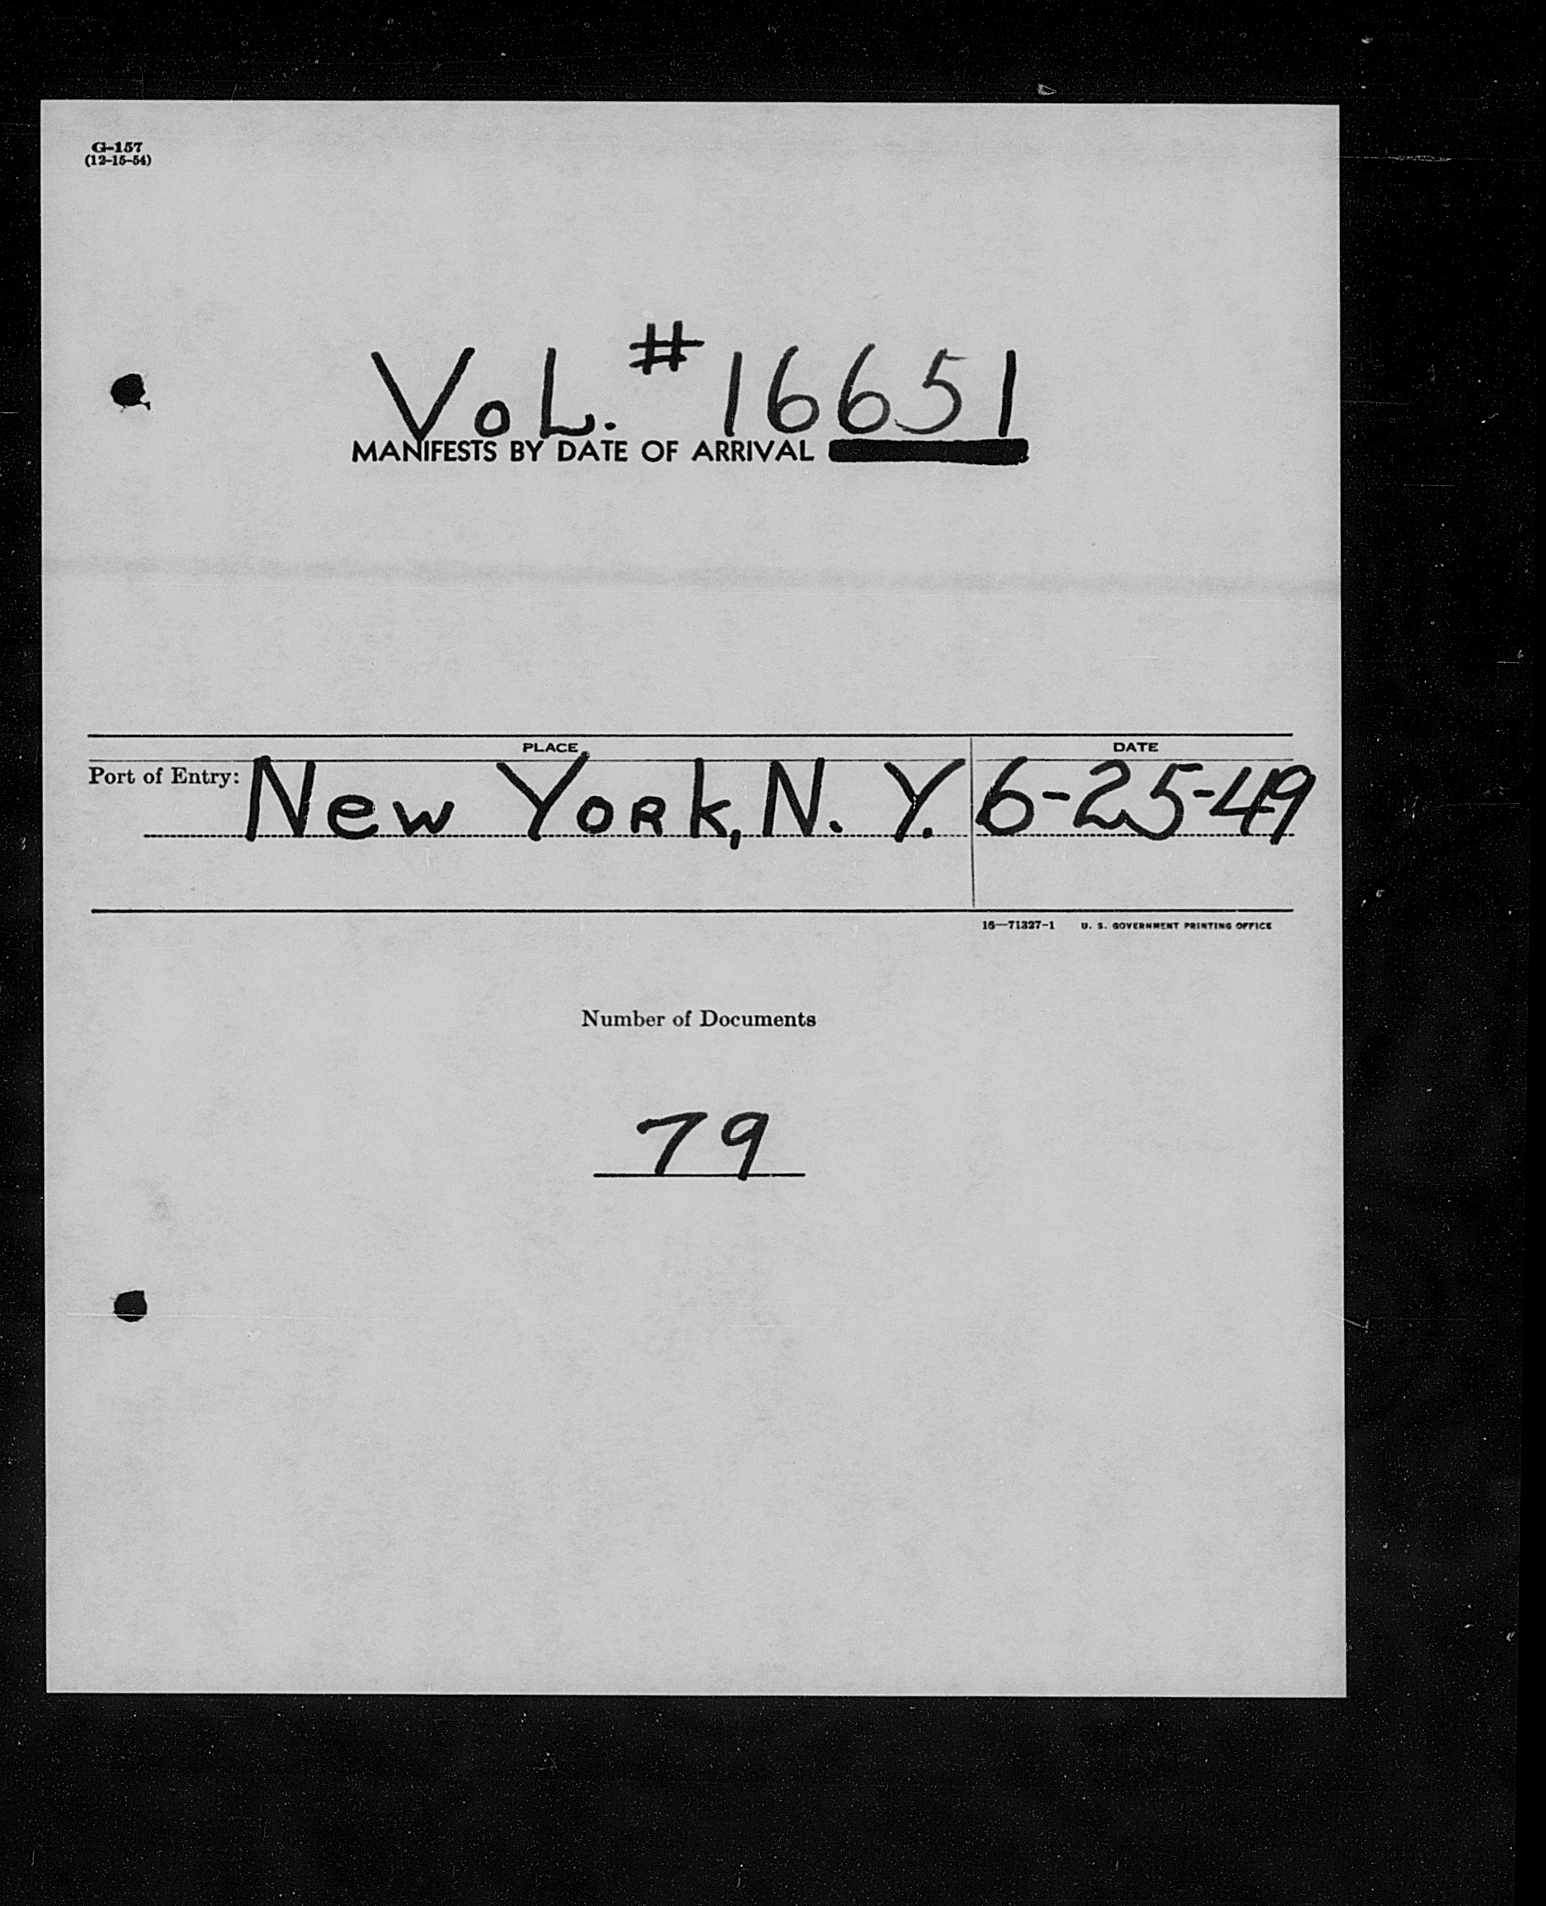 G-157
(12-15-54)
VoL. # 16651
MANIFESTS BY DATE OF ARRIVAL
PLACE DATE
Port of Entry: New York, N. Y. 6-25-49
16—71327-1 U. S. GOVERNMENT PRINTING OFFICE
Number of Documents
79